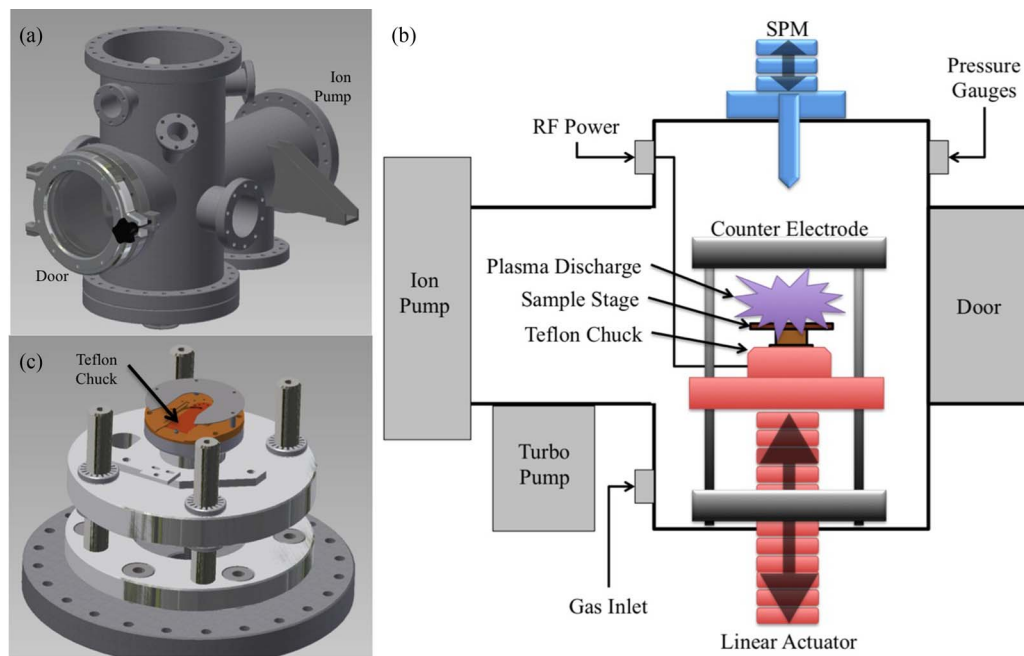 (a)
Ion
Pump
Door
(b)
SPM
Pressure
Gauges
RF Power
Counter Electrode
Plasma Discharge
Sample Stage
Teflon Chuck
Ion
Pump
Door
Turbo
Pump
Gas Inlet
Linear Actuator
(c)
Teflon
Chuck